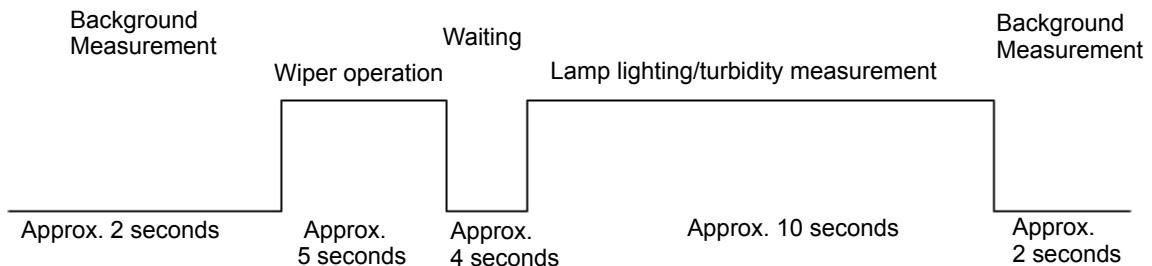 Background
Measurement
Wiper operation
Waiting
Lamp lighting/turbidity measurement
Background
Measurement
Approx. 2 seconds
Approx.
5 seconds
Approx.
4 seconds
Approx. 10 seconds
Approx.
2 seconds